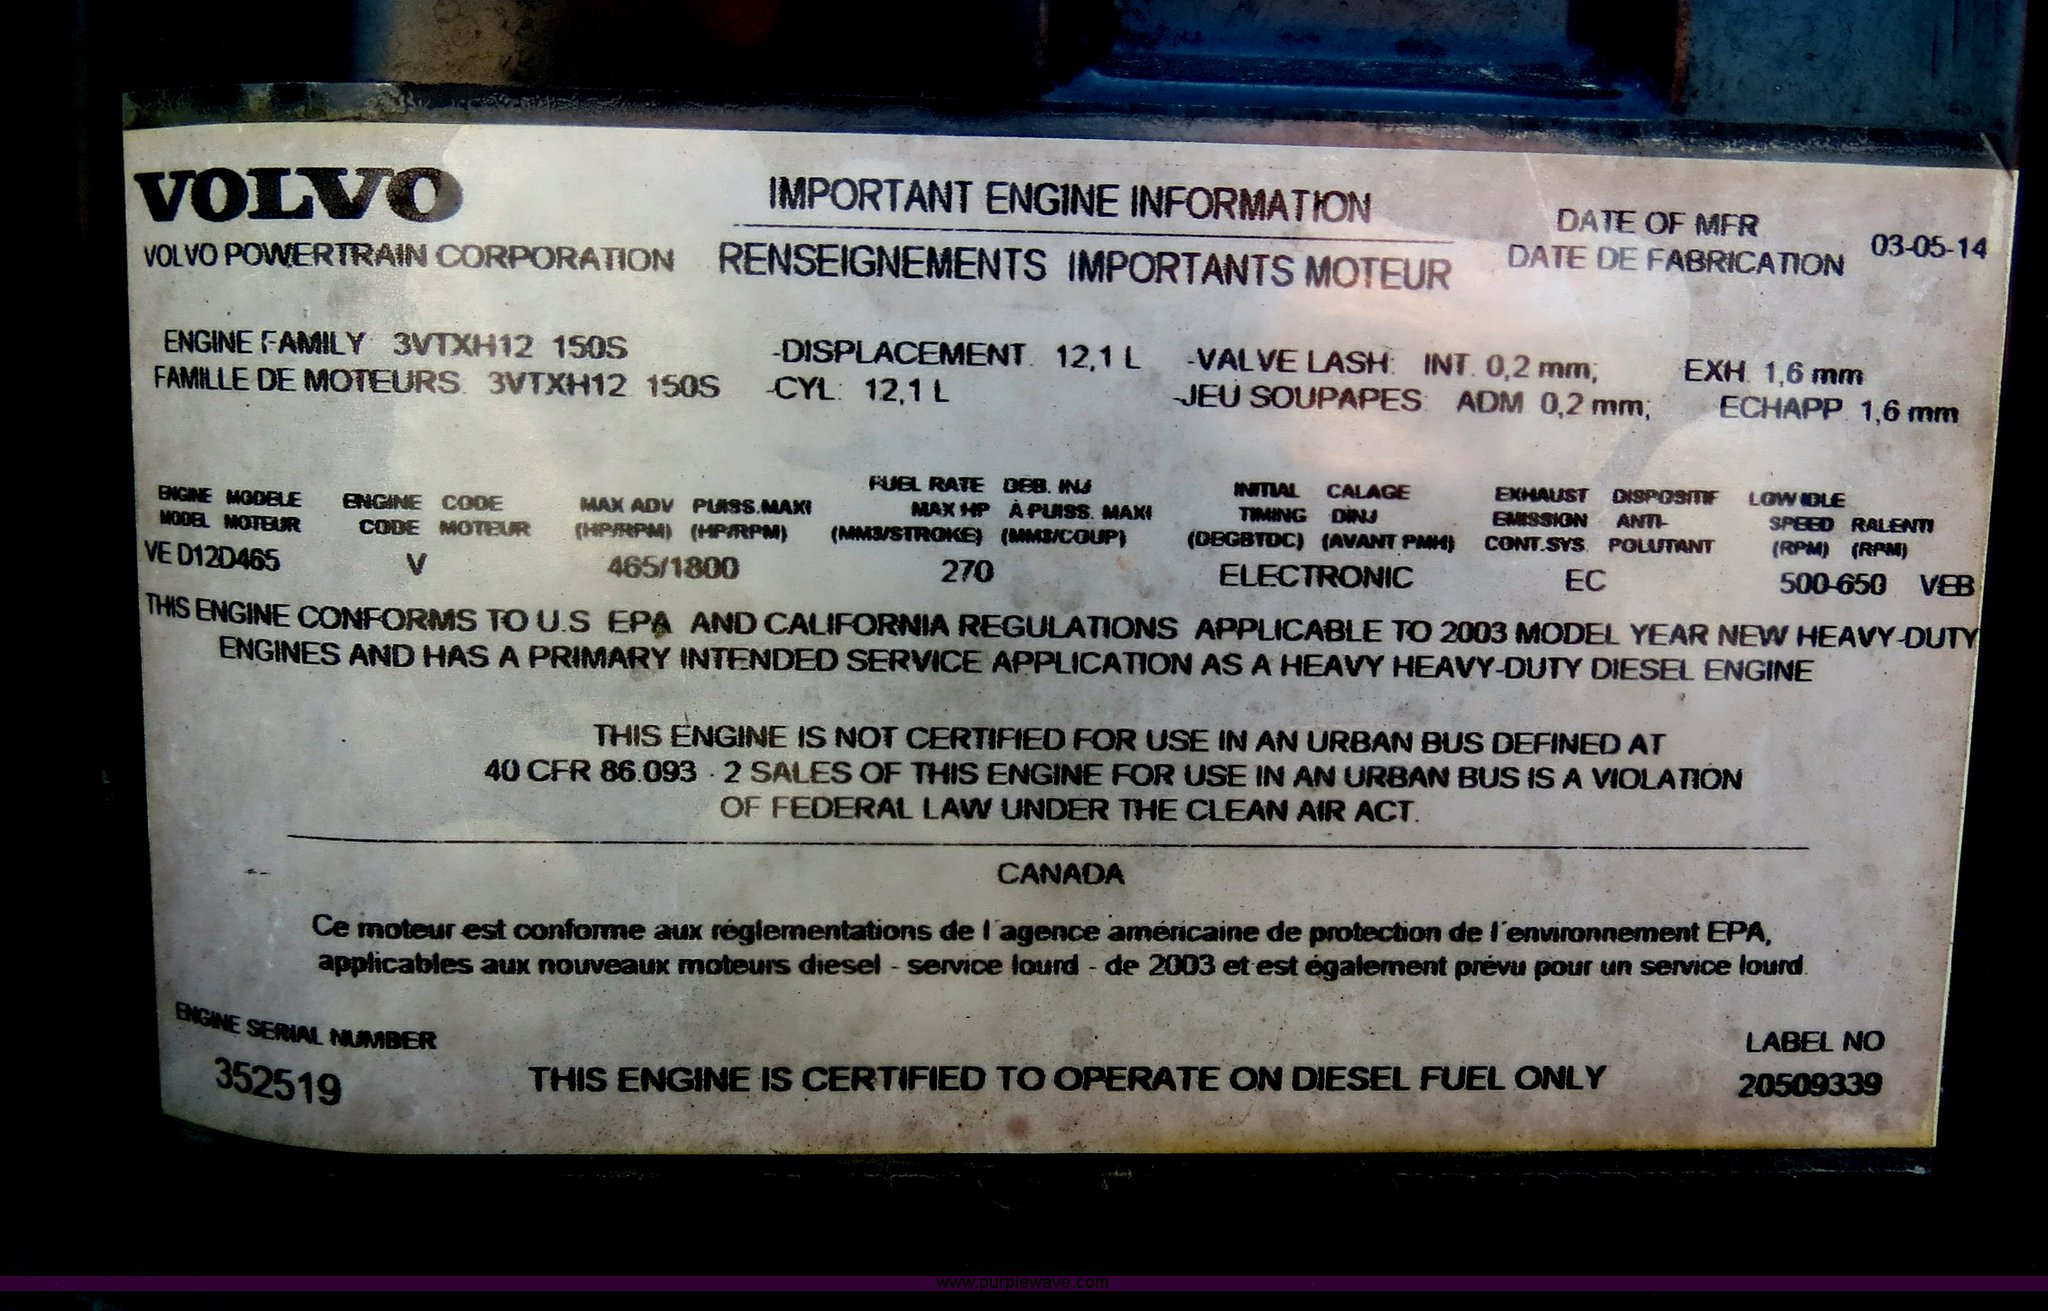 VOLVO
VOLVO POWERTRAIN CORPORATION
IMPORTANT ENGINE INFORMATION
RENSEIGNEMENTS IMPORTANTS MOTEUR
DATE OF MFR
DATE DE FABRICATION 03-05-14
ENGINE FAMILY 3VTXH12 150S -DISPLACEMENT. 12,1 L -VALVE LASH: INT. 0,2 mm; EXH. 1,6 mm
FAMILLE DE MOTEURS. 3VTXH12 150S -CYL: 12,1 L -JEU SOUPAPES: ADM 0,2 mm; ECHAPP. 1,6 mm
ENGINE MODELE ENGINE CODE MAX ADV PUISS.MAXI FUEL RATE DEB. INJ INITIAL CALAGE EXHAUST DISPOSITIF LOW IDLE
MODEL MOTEUR CODE MOTEUR (HP/RPM) (HP/RPM) MAX HP À PUISS. MAXI TIMING D'INJ EMISSION ANTI- SPEED RALENTI
(MM3/STROKE) (MM3/COUP) (DEGBTDC) (AVANT PMH) CONT.SYS. POLUTANT (RPM) (RPM)
VE D12D465 V 465/1800 270 ELECTRONIC EC 500-650 VEB
THIS ENGINE CONFORMS TO U.S EPA AND CALIFORNIA REGULATIONS APPLICABLE TO 2003 MODEL YEAR NEW HEAVY-DUTY
ENGINES AND HAS A PRIMARY INTENDED SERVICE APPLICATION AS A HEAVY HEAVY-DUTY DIESEL ENGINE
THIS ENGINE IS NOT CERTIFIED FOR USE IN AN URBAN BUS DEFINED AT
40 CFR 86.093 - 2 SALES OF THIS ENGINE FOR USE IN AN URBAN BUS IS A VIOLATION
OF FEDERAL LAW UNDER THE CLEAN AIR ACT.
CANADA
Ce moteur est conforme aux réglementations de l'agence américaine de protection de l'environnement EPA,
applicables aux nouveaux moteurs diesel - service lourd - de 2003 et est également prévu pour un service lourd.
ENGINE SERIAL NUMBER
352519
THIS ENGINE IS CERTIFIED TO OPERATE ON DIESEL FUEL ONLY
LABEL NO
20509339
www.purplewave.com